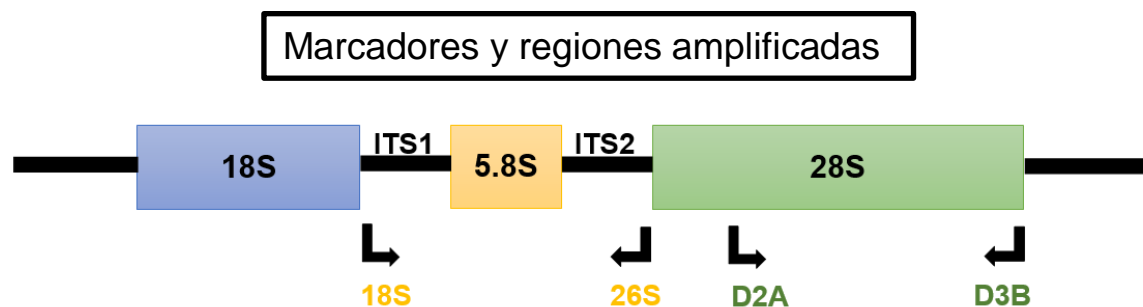 Marcadores y regiones amplificadas
ITS1 ITS2
18S 5.8S 28S
18S 26S D2A D3B